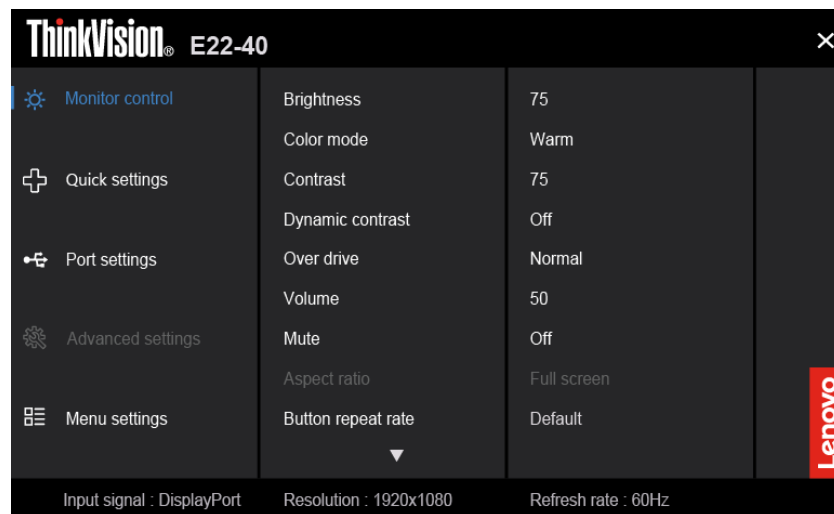 ThinkVision® E22-40
Monitor control
Quick settings
Port settings
Advanced settings
Menu settings
Brightness 75
Color mode Warm
Contrast 75
Dynamic contrast Off
Over drive Normal
Volume 50
Mute Off
Aspect ratio Full screen
Button repeat rate Default
Lenovo
Input signal : DisplayPort Resolution : 1920x1080 Refresh rate : 60Hz